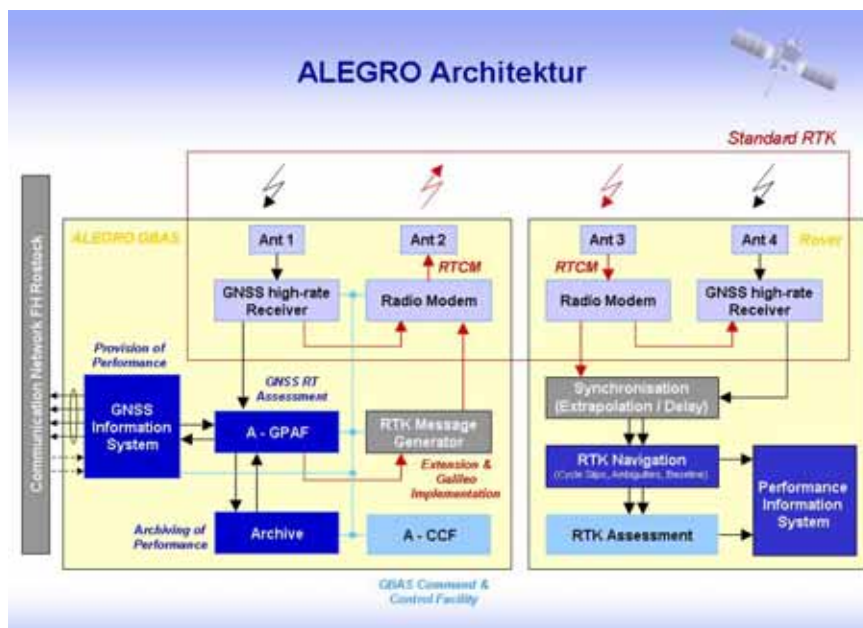 ALEGRO Architektur
Standard RTK
ALEGRO GBAS
Rover
Ant 1
Ant 2
Ant 3
Ant 4
RTCM
RTCM
GNSS high-rate
Receiver
Radio Modem
Radio Modem
GNSS high-rate
Receiver
Communication Network FH Rostock
Provision of
Performance
GNSS
Information
System
GNSS RT
Assessment
A - GPAF
RTK Message
Generator
Extension &
Galileo
Implementation
Archiving of
Performance
Archive
A - CCF
GBAS Command &
Control Facility
Synchronisation
(Extrapolation / Delay)
RTK Navigation
(Cycle Slips, Ambiguities, Baseline)
RTK Assessment
Performance
Information
System